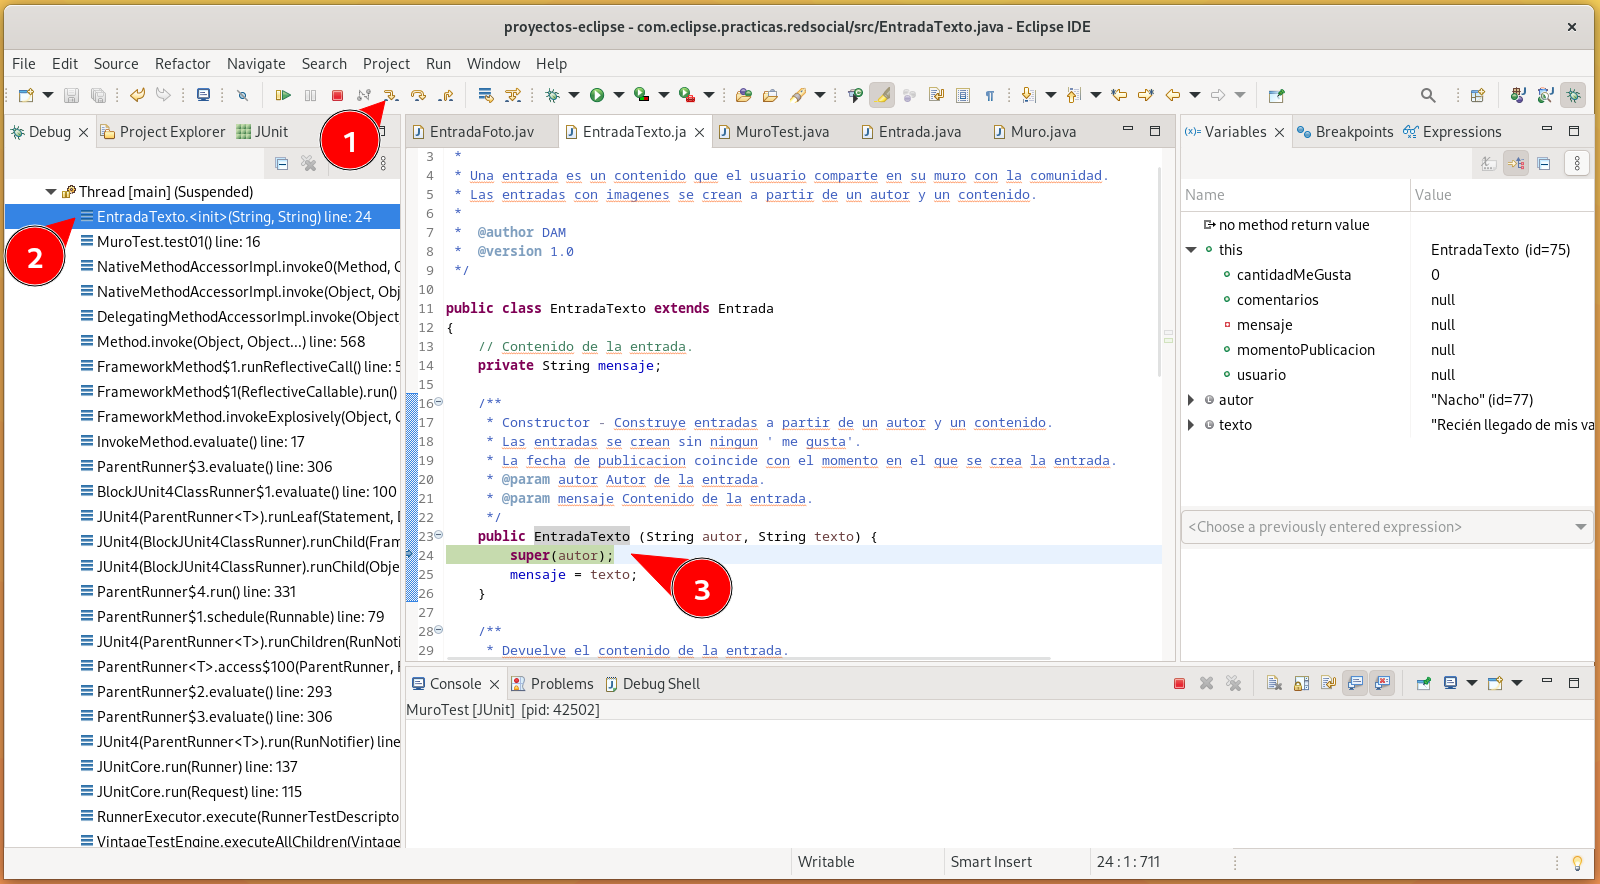 proyectos-eclipse - com.eclipse.practicas.redsocial/src/EntradaTexto.java - Eclipse IDE
File Edit Source Refactor Navigate Search Project Run Window Help
Debug Project Explorer JUnit
1
Thread [main] (Suspended)
EntradaTexto.<init>(String, String) line: 24
2
MuroTest.test01() line: 16
NativeMethodAccessorImpl.invoke0(Method, O
NativeMethodAccessorImpl.invoke(Object, Obj
DelegatingMethodAccessorImpl.invoke(Object
Method.invoke(Object, Object...) line: 568
FrameworkMethod$1.runReflectiveCall() line: 5
FrameworkMethod$1(ReflectiveCallable).run()
FrameworkMethod.invokeExplosively(Object, O
InvokeMethod.evaluate() line: 17
ParentRunner$3.evaluate() line: 306
BlockJUnit4ClassRunner$1.evaluate() line: 100
JUnit4(ParentRunner<T>).runLeaf(Statement, D
JUnit4(BlockJUnit4ClassRunner).runChild(Fram
JUnit4(BlockJUnit4ClassRunner).runChild(Obje
ParentRunner$4.run() line: 331
ParentRunner$1.schedule(Runnable) line: 79
JUnit4(ParentRunner<T>).runChildren(RunNoti
ParentRunner<T>.access$100(ParentRunner, R
ParentRunner$2.evaluate() line: 293
ParentRunner$3.evaluate() line: 306
JUnit4(ParentRunner<T>).run(RunNotifier) line
JUnitCore.run(Runner) line: 137
JUnitCore.run(Request) line: 115
RunnerExecutor.execute(RunnerTestDescripto
VintageTestEngine.executeAllChildren(Vintage
EntradaFoto.jav EntradaTexto.ja MuroTest.java Entrada.java Muro.java
3 *
4 * Una entrada es un contenido que el usuario comparte en su muro con la comunidad.
5 * Las entradas con imagenes se crean a partir de un autor y un contenido.
6 *
7 * @author DAM
8 * @version 1.0
9 */
10
11 public class EntradaTexto extends Entrada
12 {
13 // Contenido de la entrada.
14 private String mensaje;
15
16 /**
17 * Constructor - Construye entradas a partir de un autor y un contenido.
18 * Las entradas se crean sin ningun ' me gusta'.
19 * La fecha de publicacion coincide con el momento en el que se crea la entrada.
20 * @param autor Autor de la entrada.
21 * @param mensaje Contenido de la entrada.
22 */
23 public EntradaTexto (String autor, String texto) {
24 super(autor);
25 mensaje = texto;
26 }
27
28 /**
29 * Devuelve el contenido de la entrada.
3
Variables Breakpoints Expressions
Name Value
no method return value
this EntradaTexto (id=75)
cantidadMeGusta 0
comentarios null
mensaje null
momentoPublicacion null
usuario null
autor "Nacho" (id=77)
texto "Recién llegado de mis va
<Choose a previously entered expression>
Console Problems Debug Shell
MuroTest [JUnit] [pid: 42502]
Writable Smart Insert 24 : 1 : 711